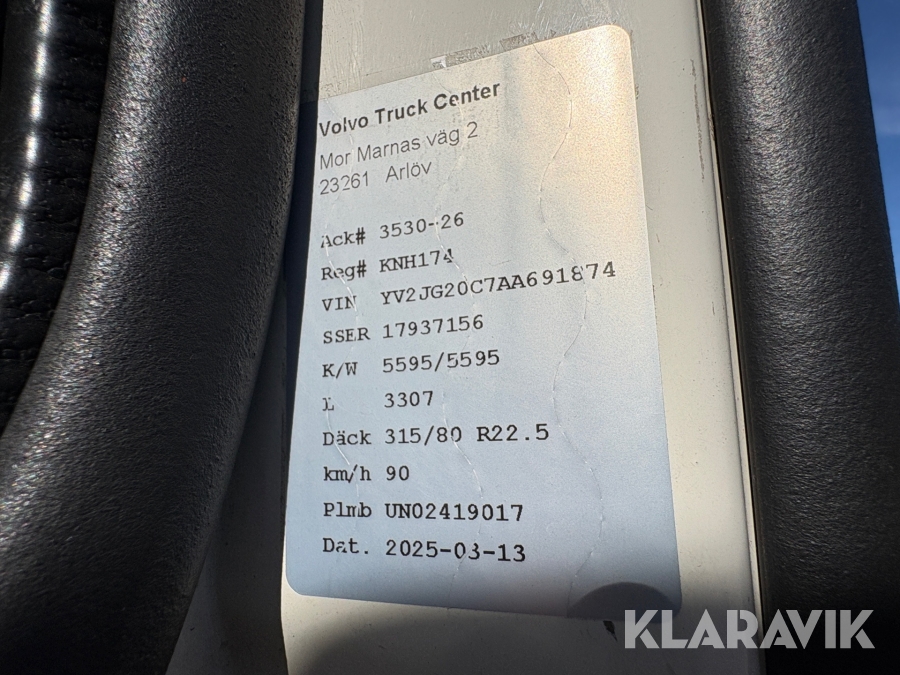 Volvo Truck Center
Mor Marnas väg 2
23261 Arlöv
Ack# 3530-26
Reg# KNH174
VIN YV2JG20C7AA691874
SSER 17937156
K/W 5595/5595
L 3307
Däck 315/80 R22.5
km/h 90
Plmb UN02419017
Dat. 2025-03-13
KLARAVIK